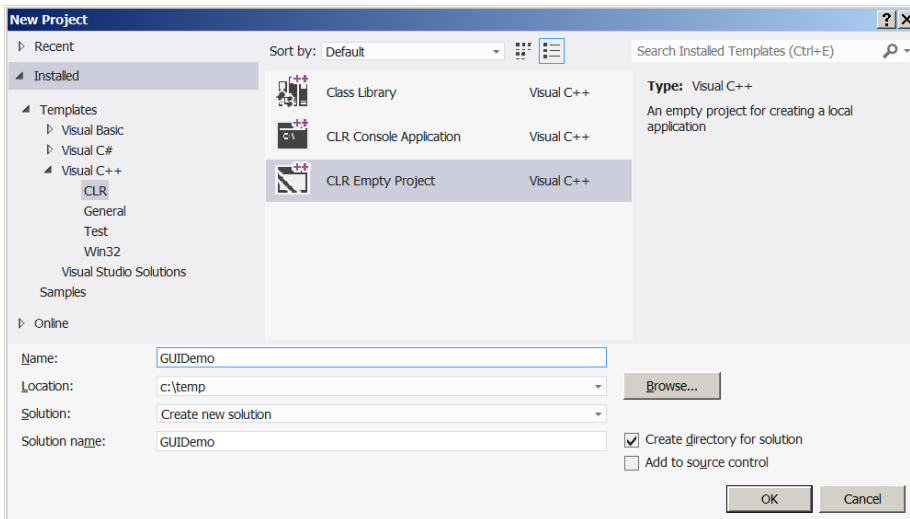 New Project
Recent
Installed
Templates
Visual Basic
Visual C#
Visual C++
CLR
General
Test
Win32
Visual Studio Solutions
Samples
Online
Sort by: Default
Class Library Visual C++
CLR Console Application Visual C++
CLR Empty Project Visual C++
Search Installed Templates (Ctrl+E)
Type: Visual C++
An empty project for creating a local
application
Name: GUIDemo
Location: c:\temp
Browse...
Solution: Create new solution
Solution name: GUIDemo
Create directory for solution
Add to source control
OK Cancel